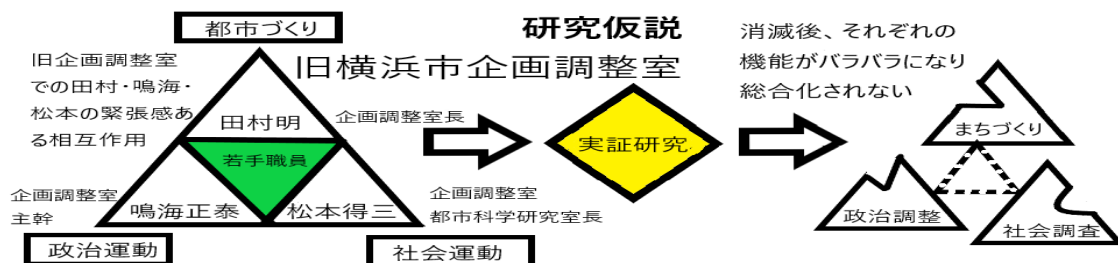 都市づくり
研究仮説
旧横浜市企画調整室
旧企画調整室
での田村・鳴海・
松本の緊張感あ
る相互作用
田村明
企画調整室長
若手職員
企画調整室
主幹
鳴海正泰
松本得三
企画調整室
都市科学研究室長
政治運動
社会運動
実証研究
消滅後、それぞれの
機能がバラバラになり
総合化されない
まちづくり
政治調整
社会調査